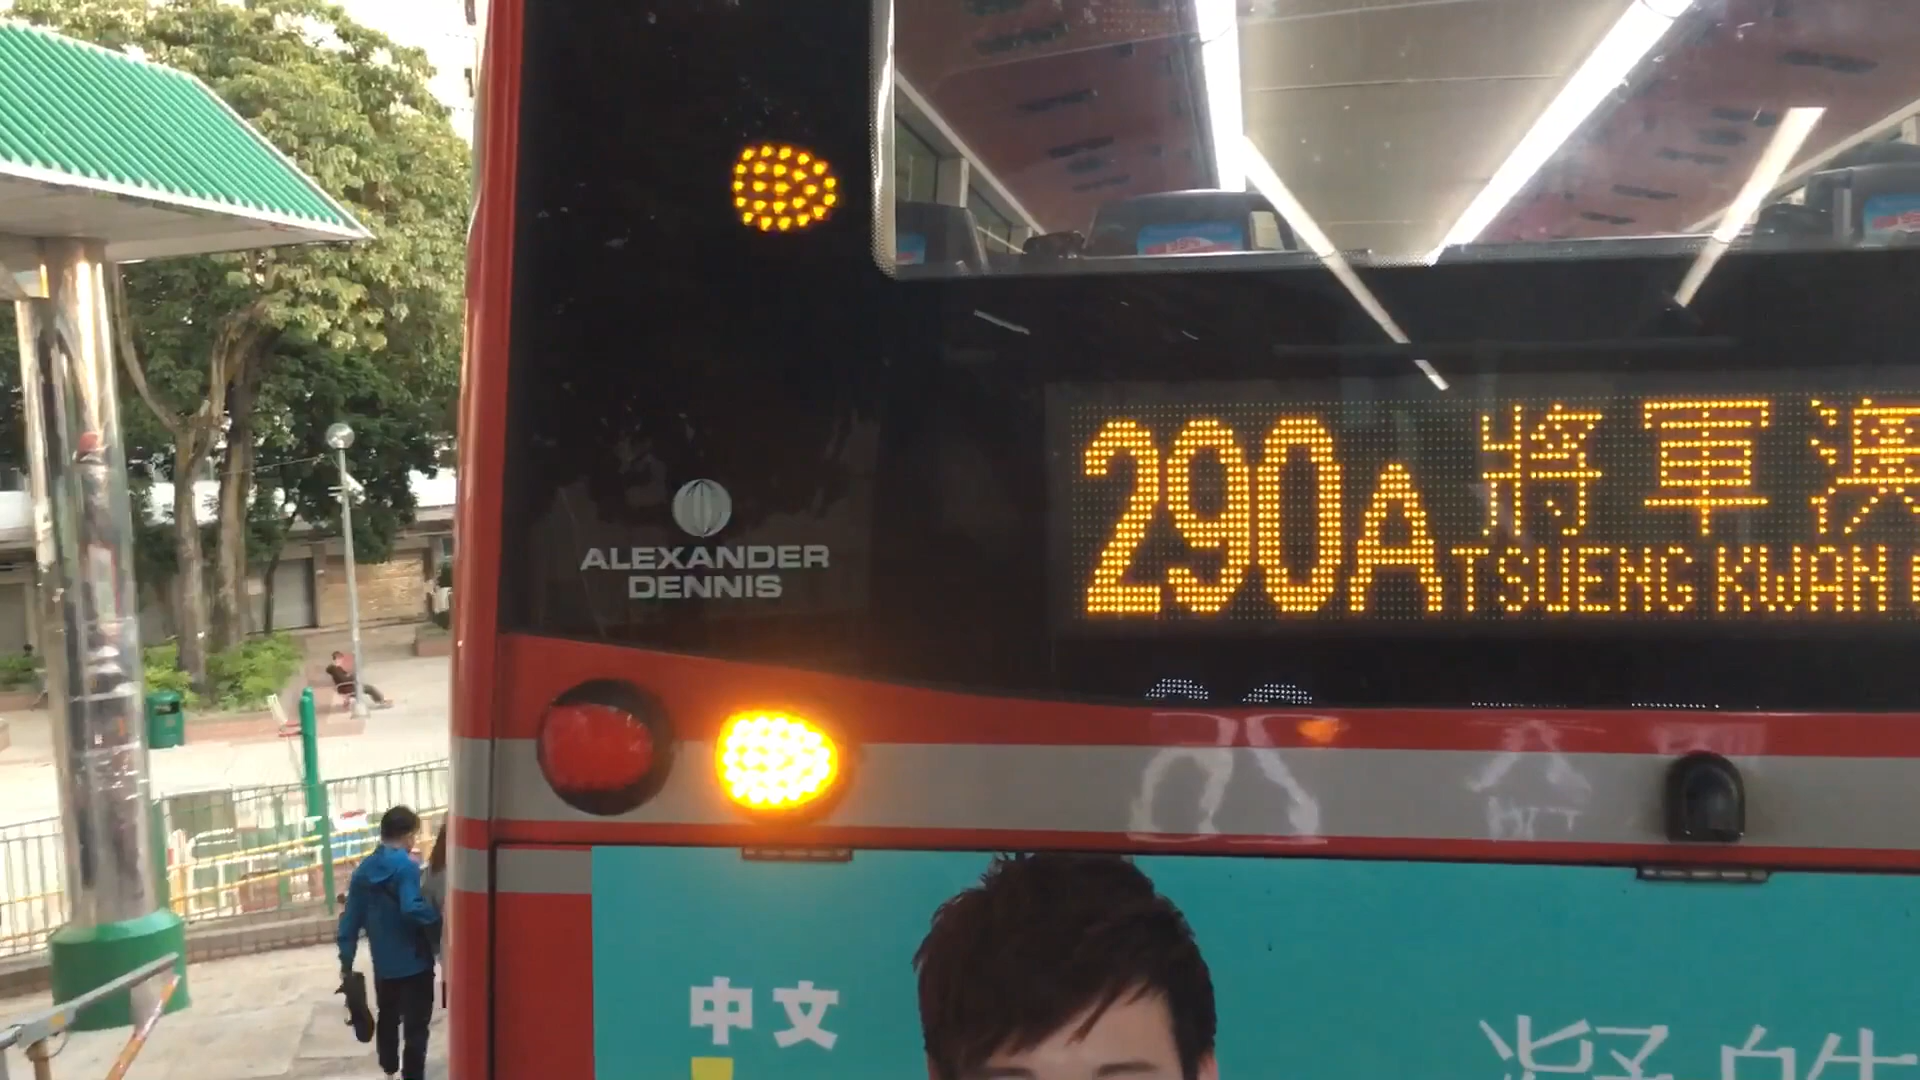 290A 將軍澳
TSUENG KWAN
ALEXANDER
DENNIS
中文